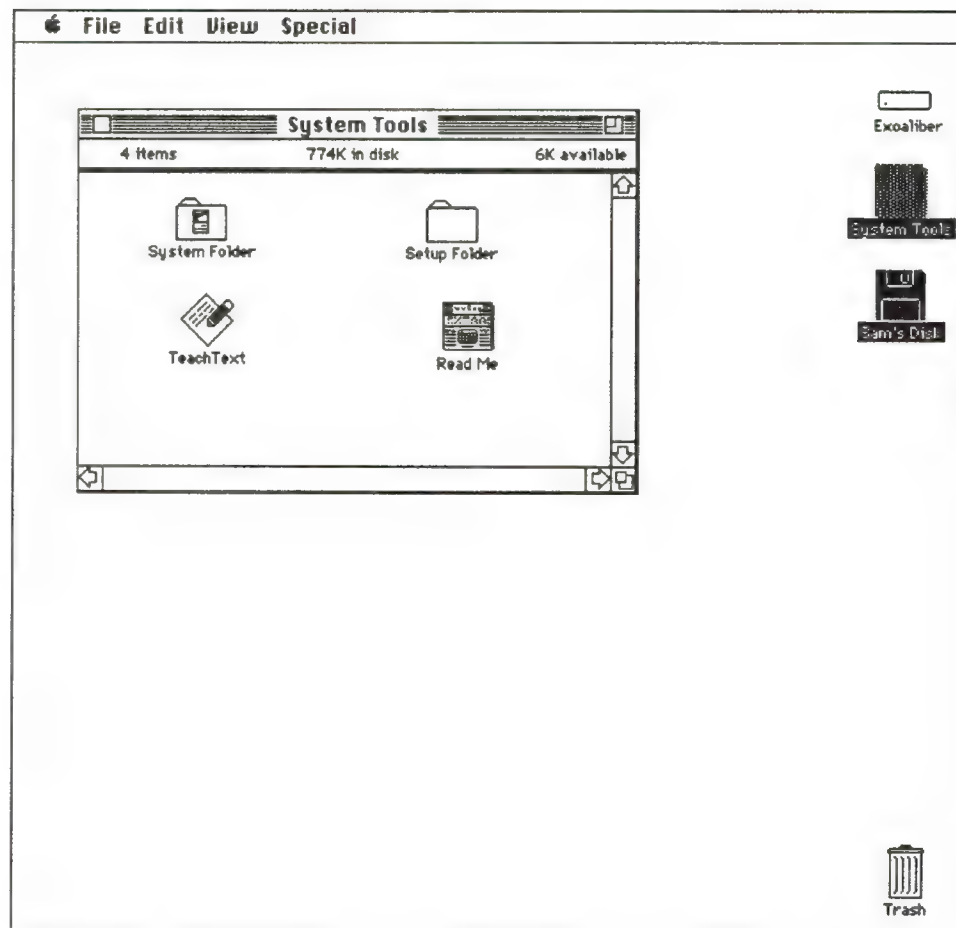 File Edit View Special
System Tools
4 items 774K in disk 6K available
System Folder
Setup Folder
TeachText
Read Me
Excaliber
System Tools
Sam's Disk
Trash